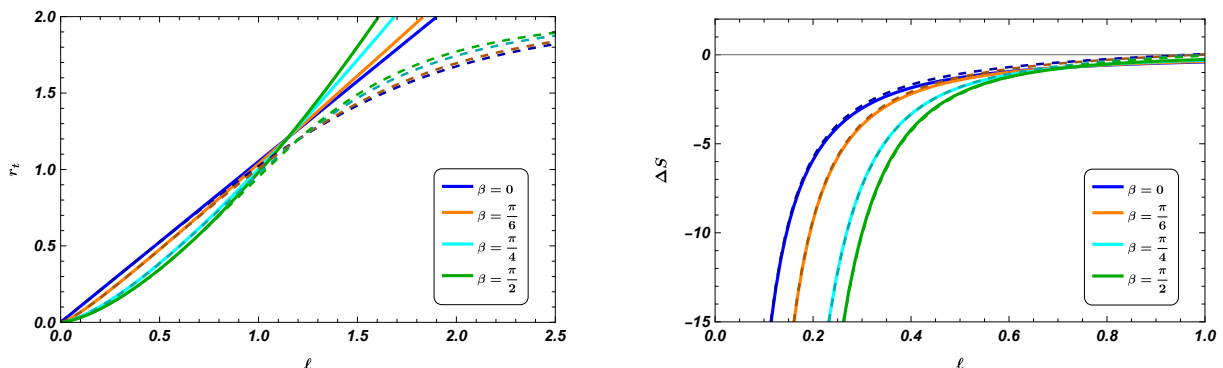 2.0
1.5
1.0
0.5
0.0
r_t
0.0 0.5 1.0 1.5 2.0 2.5
ℓ
β = 0
β = π/6
β = π/4
β = π/2
0
−5
−10
−15
ΔS
0.0 0.2 0.4 0.6 0.8 1.0
ℓ
β = 0
β = π/6
β = π/4
β = π/2